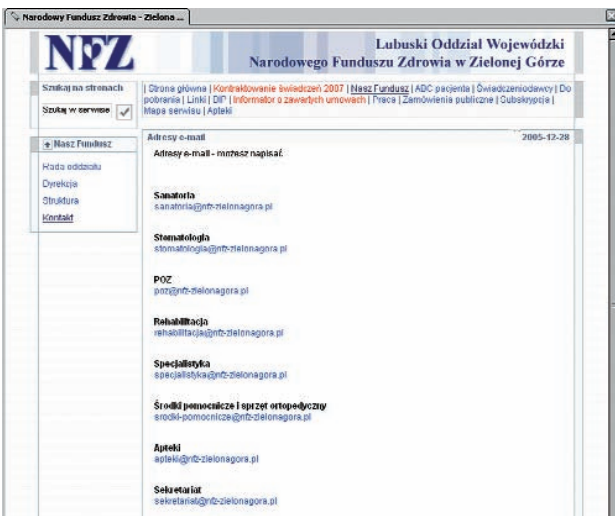 Narodowy Fundusz Zdrowia - Zielona ...
NFZ
Lubuski Oddział Wojewódzki
Narodowego Funduszu Zdrowia w Zielonej Górze
Szukaj na stronach
Szukaj w serwisie
| Strona główna | Kontraktowanie świadczeń 2007 | Nasz Fundusz | ABC pacjenta | Świadczeniodawcy | Do
pobrania | Linki | DIP | Informator o zawartych umowach | Praca | Zamówienia publiczne | Subskrypcja |
Mapa serwisu | Apteki
Nasz Fundusz
Rada oddziału
Dyrekcja
Struktura
Kontakt
Adresy e-mail 2005-12-28
Adresy e-mail - możesz napisać.
Sanatoria
sanatoria@nfz-zielonagora.pl
Stomatologia
stomatologia@nfz-zielonagora.pl
POZ
poz@nfz-zielonagora.pl
Rehabilitacja
rehabilitacja@nfz-zielonagora.pl
Specjalistyka
specjalistyka@nfz-zielonagora.pl
Środki pomocnicze i sprzęt ortopedyczny
srodki-pomocnicze@nfz-zielonagora.pl
Apteki
apteki@nfz-zielonagora.pl
Sekretariat
sekretariat@nfz-zielonagora.pl